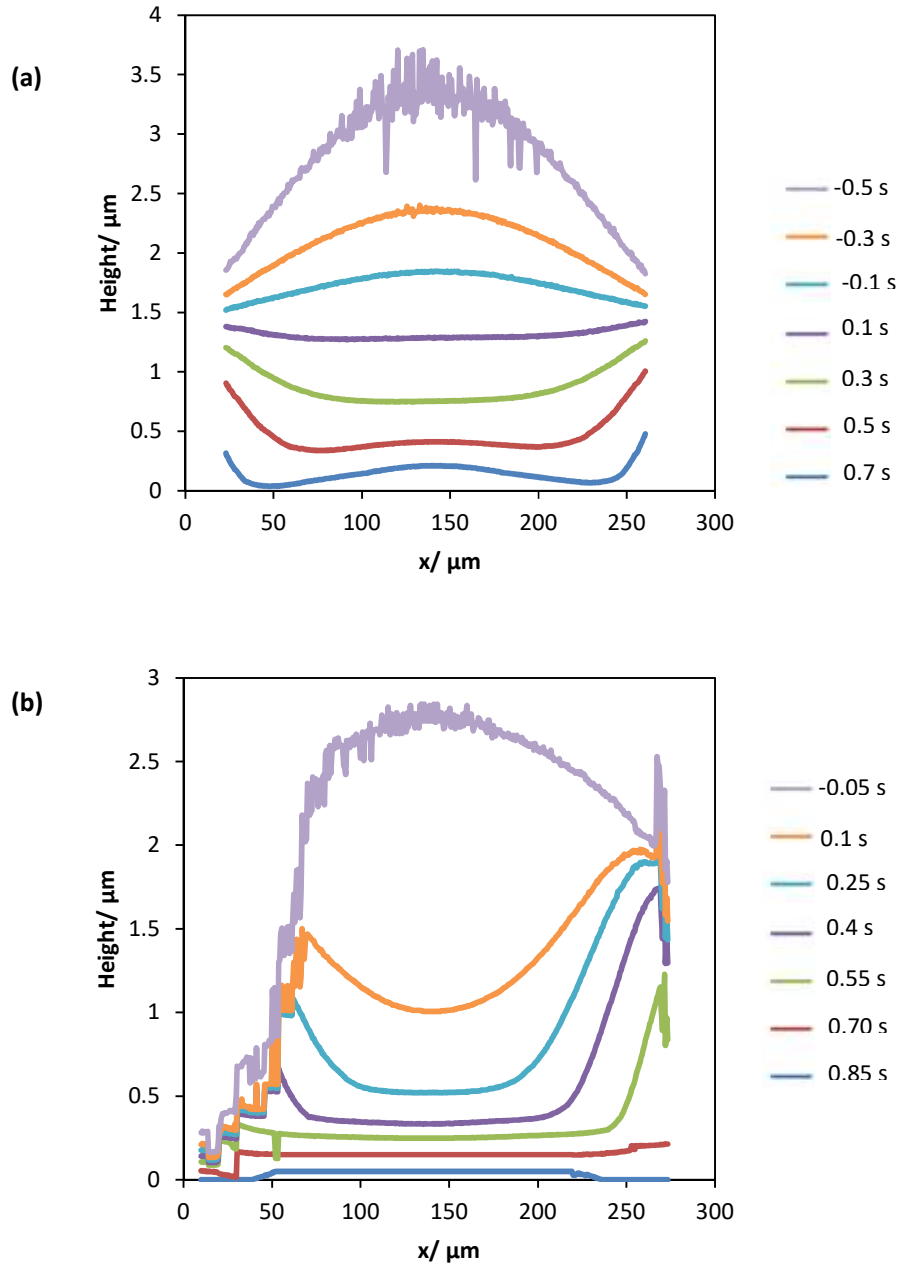 (a)
Height/ µm
4
3.5
3
2.5
2
1.5
1
0.5
0
0 50 100 150 200 250 300
x/ µm
-0.5 s
-0.3 s
-0.1 s
0.1 s
0.3 s
0.5 s
0.7 s
(b)
Height/ µm
3
2.5
2
1.5
1
0.5
0
0 50 100 150 200 250 300
x/ µm
-0.05 s
0.1 s
0.25 s
0.4 s
0.55 s
0.70 s
0.85 s